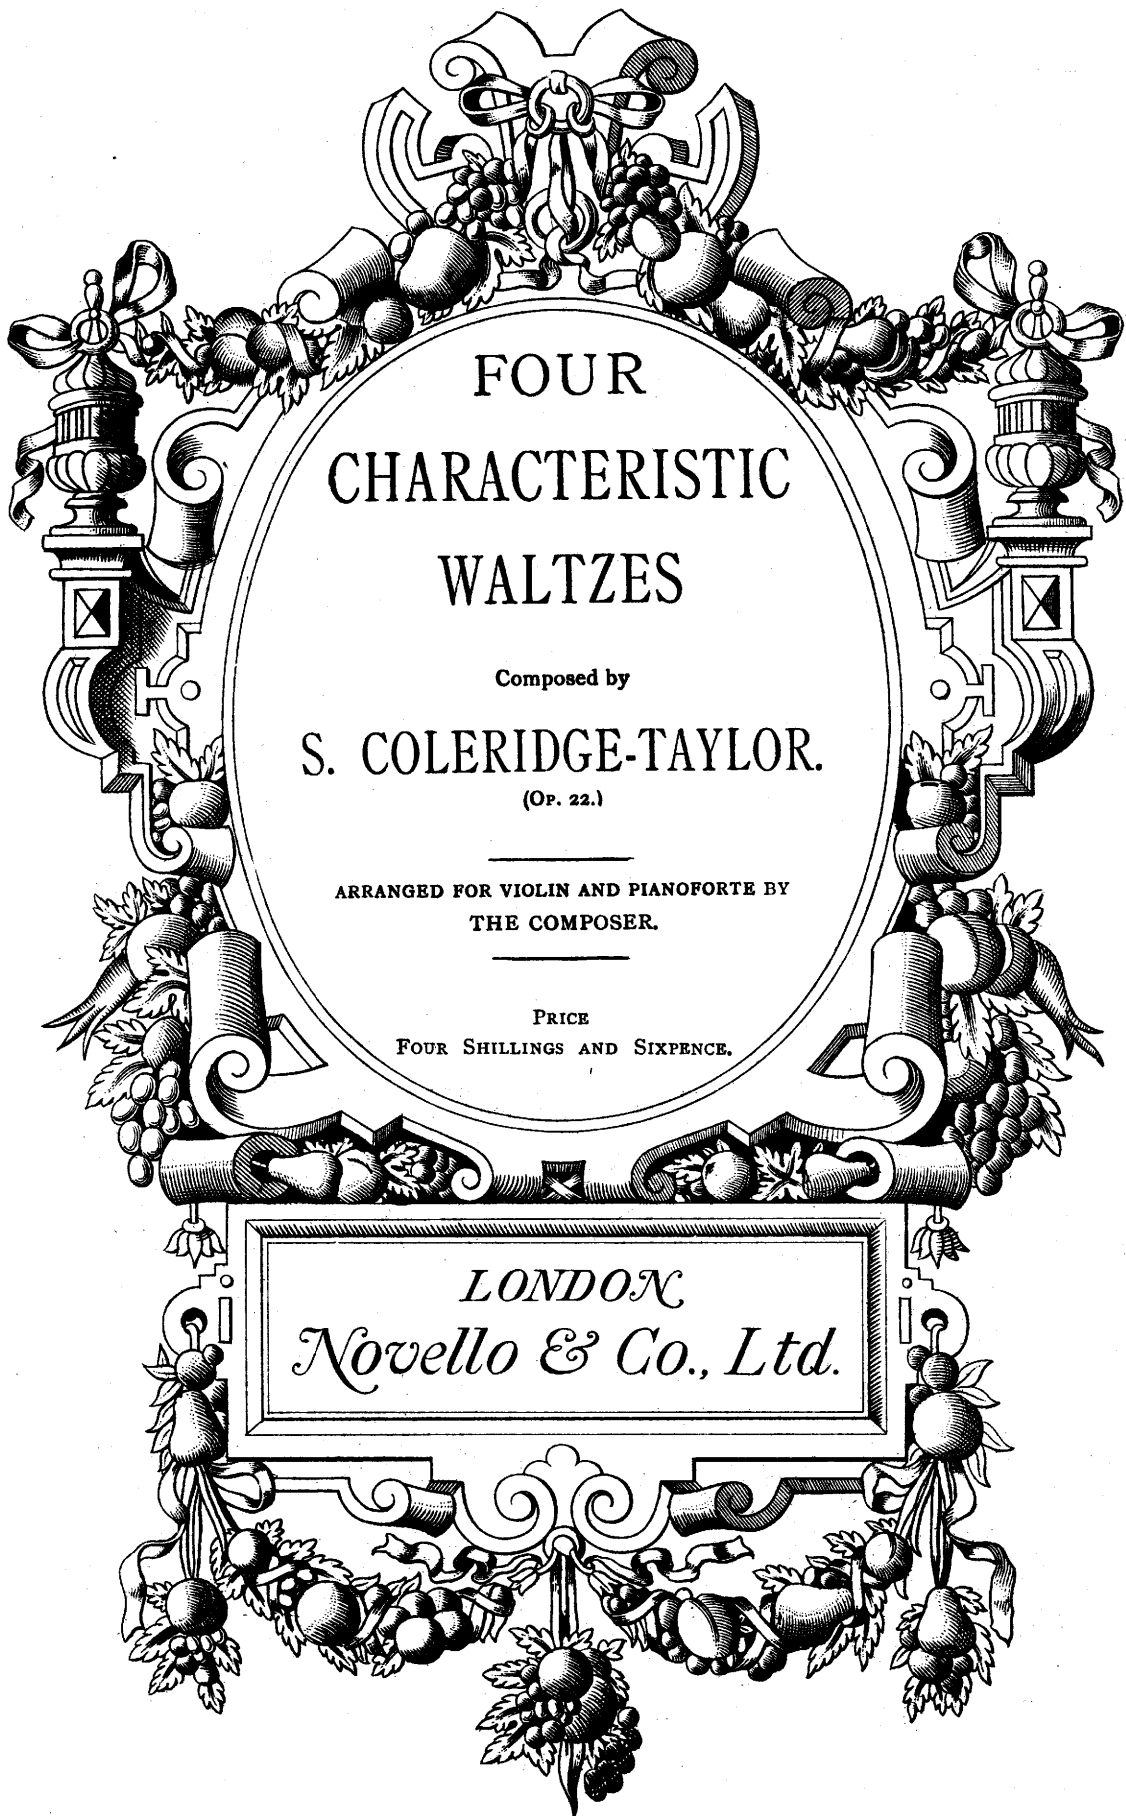 FOUR
CHARACTERISTIC
WALTZES
Composed by
S. COLERIDGE-TAYLOR.
(OP. 22.)
ARRANGED FOR VIOLIN AND PIANOFORTE BY
THE COMPOSER.
PRICE
FOUR SHILLINGS AND SIXPENCE.
LONDON
Novello & Co., Ltd.